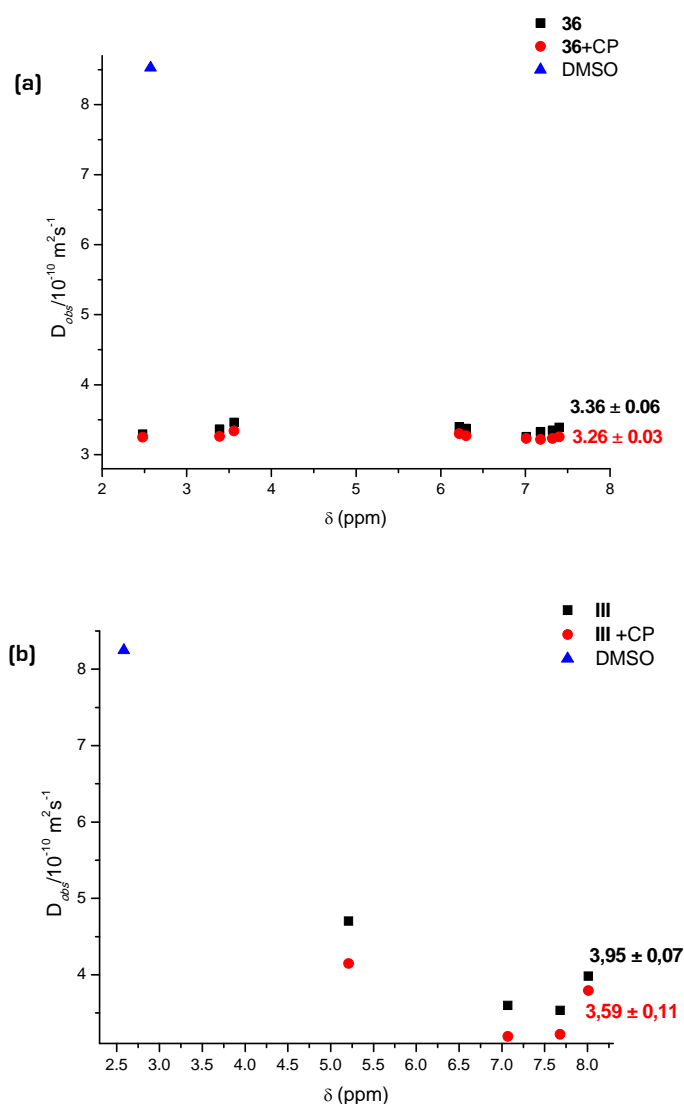 36
36+CP
DMSO
(a)
8
7
6
5
4
3
D_obs/10^-10 m^2s^-1
3.36 ± 0.06
3.26 ± 0.03
2 3 4 5 6 7 8
δ (ppm)
III
III +CP
DMSO
(b)
8
7
6
5
4
D_obs/10^-10 m^2s^-1
3,95 ± 0,07
3,59 ± 0,11
2.5 3.0 3.5 4.0 4.5 5.0 5.5 6.0 6.5 7.0 7.5 8.0
δ (ppm)